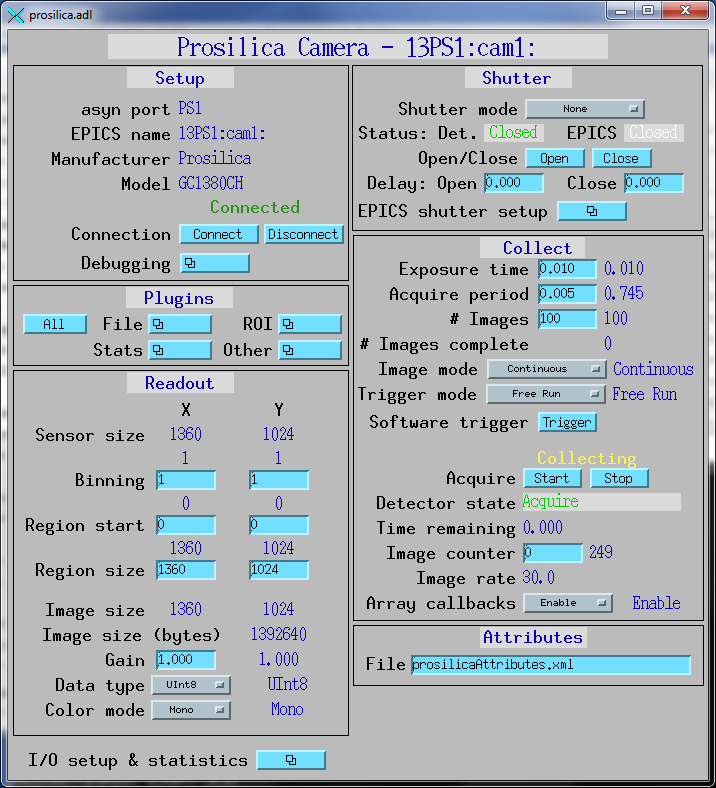 prosilica.adl
Prosilica Camera - 13PS1:cam1:
Setup
asyn port PS1
EPICS name 13PS1:cam1:
Manufacturer Prosilica
Model GC1380CH
Connected
Connection Connect Disconnect
Debugging
Plugins
All File ROI
Stats Other
Readout
X Y
Sensor size 1360 1024
1 1
Binning 1 1
0 0
Region start 0 0
1360 1024
Region size 1360 1024
Image size 1360 1024
Image size (bytes) 1392640
Gain 1.000 1.000
Data type UInt8 UInt8
Color mode Mono Mono
I/O setup & statistics
Shutter
Shutter mode None
Status: Det. Closed EPICS Closed
Open/Close Open Close
Delay: Open 0.000 Close 0.000
EPICS shutter setup
Collect
Exposure time 0.010 0.010
Acquire period 0.005 0.745
# Images 100 100
# Images complete 0
Image mode Continuous Continuous
Trigger mode Free Run Free Run
Software trigger Trigger
Collecting
Acquire Start Stop
Detector state Acquire
Time remaining 0.000
Image counter 0 249
Image rate 30.0
Array callbacks Enable Enable
Attributes
File prosilicaAttributes.xml